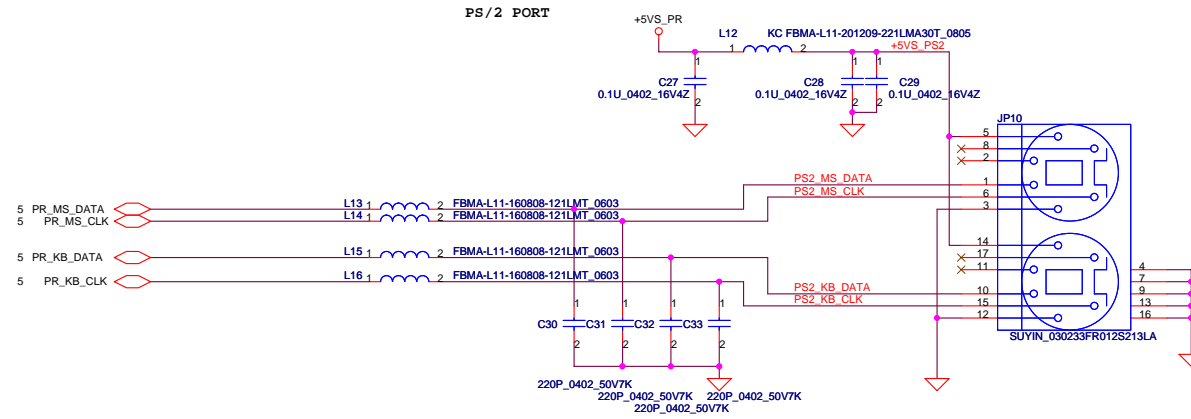 PS/2 PORT
+5VS_PR
L12 KC FBMA-L11-201209-221LMA30T_0805
1 2 +5VS_PS2
1 1 1
C27 C28 C29
0.1U_0402_16V4Z 0.1U_0402_16V4Z 0.1U_0402_16V4Z
2 2 2
JP10
5
8
2
PS2_MS_DATA 1
PS2_MS_CLK 6
3
5 PR_MS_DATA L13 1 2 FBMA-L11-160808-121LMT_0603
5 PR_MS_CLK L14 1 2 FBMA-L11-160808-121LMT_0603
14
5 PR_KB_DATA L15 1 2 FBMA-L11-160808-121LMT_0603 17
11 4
5 PR_KB_CLK L16 1 2 FBMA-L11-160808-121LMT_0603 7
PS2_KB_DATA 10 9
PS2_KB_CLK 15 13
12 16
1 1 1 1
C30 C31 C32 C33
2 2 2 2
SUYIN_030233FR012S213LA
220P_0402_50V7K
220P_0402_50V7K 220P_0402_50V7K
220P_0402_50V7K